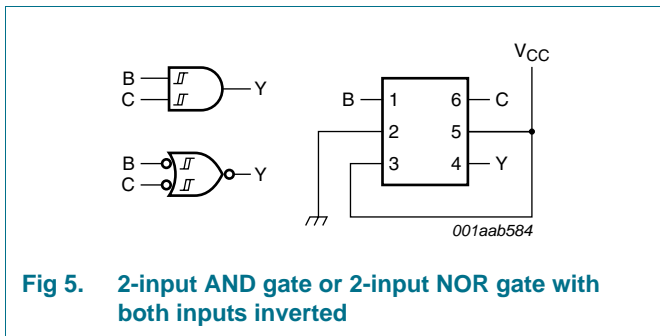 B
C
Y
B
C
Y
VCC
B 1 6 C
2 5
3 4 Y
001aab584
Fig 5. 2-input AND gate or 2-input NOR gate with
both inputs inverted